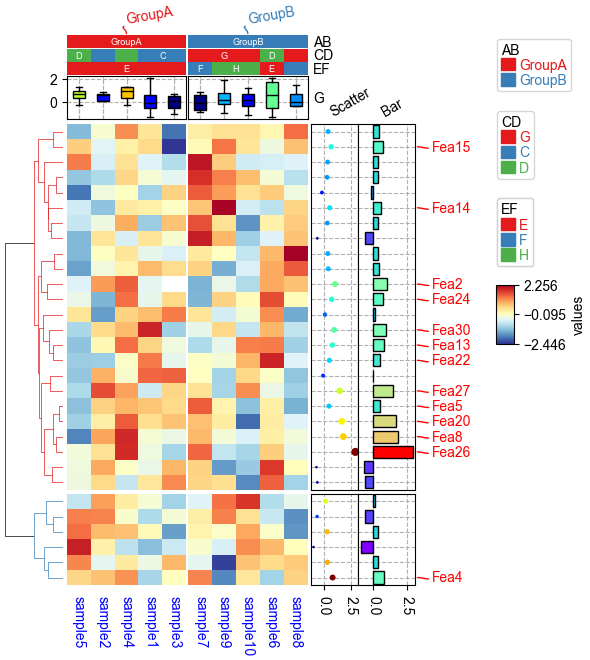 GroupA GroupB
GroupA GroupB AB
D C G D CD
E F H E EF
2
0
G
Scatter Bar
Fea15
Fea14
Fea2
Fea24
Fea30
Fea13
Fea22
Fea27
Fea5
Fea20
Fea8
Fea26
Fea4
0.0 2.5 0.0 2.5
sample5 sample2 sample4 sample1 sample3 sample7 sample9 sample10 sample6 sample8
AB
GroupA
GroupB
CD
G
C
D
EF
E
F
H
2.256
−0.095
−2.446
values